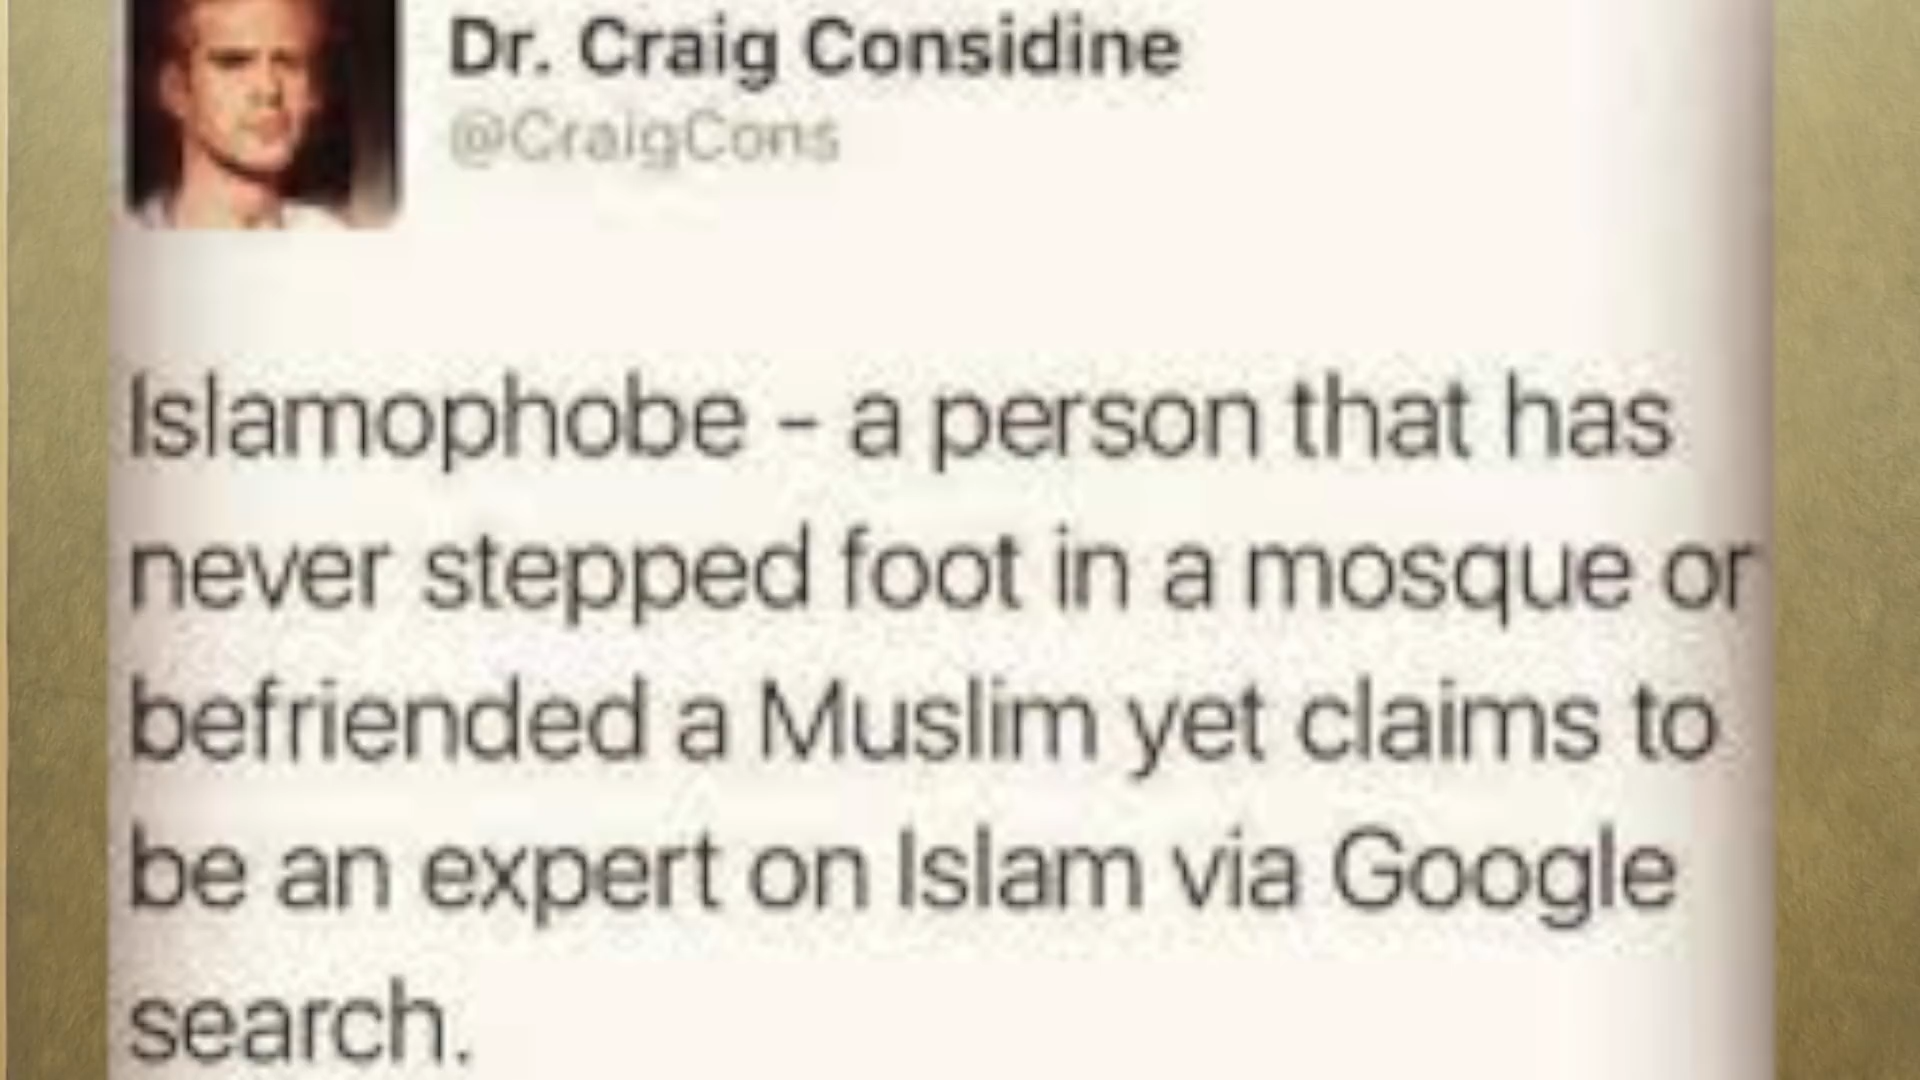 Dr. Craig Considine
@CraigCons
Islamophobe – a person that has
never stepped foot in a mosque or
befriended a Muslim yet claims to
be an expert on Islam via Google
search.